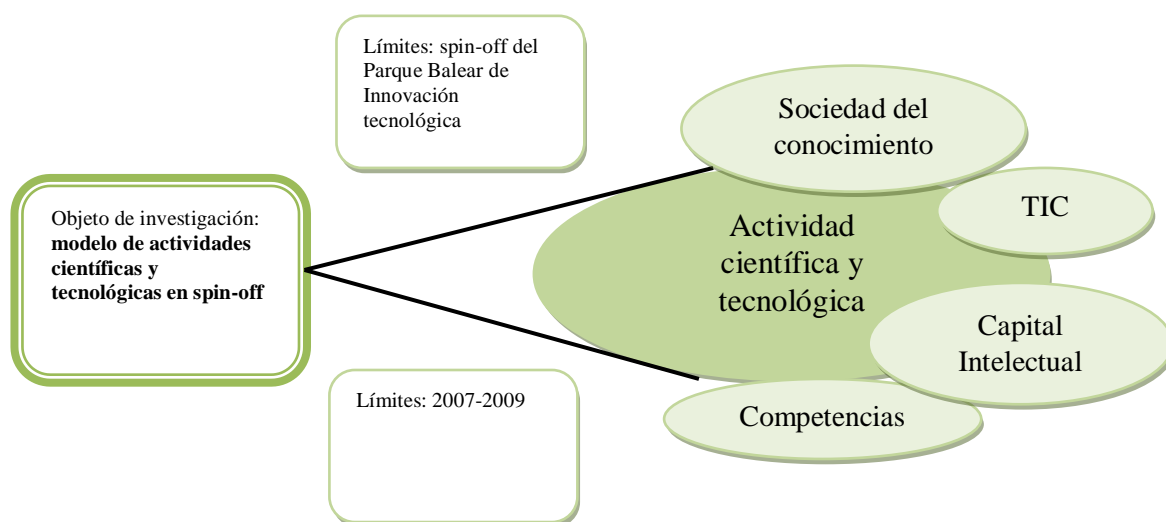 Límites: spin-off del
Parque Balear de
Innovación
tecnológica
Sociedad del
conocimiento
TIC
Objeto de investigación:
modelo de actividades
científicas y
tecnológicas en spin-off
Actividad
científica y
tecnológica
Capital
Intelectual
Límites: 2007-2009
Competencias